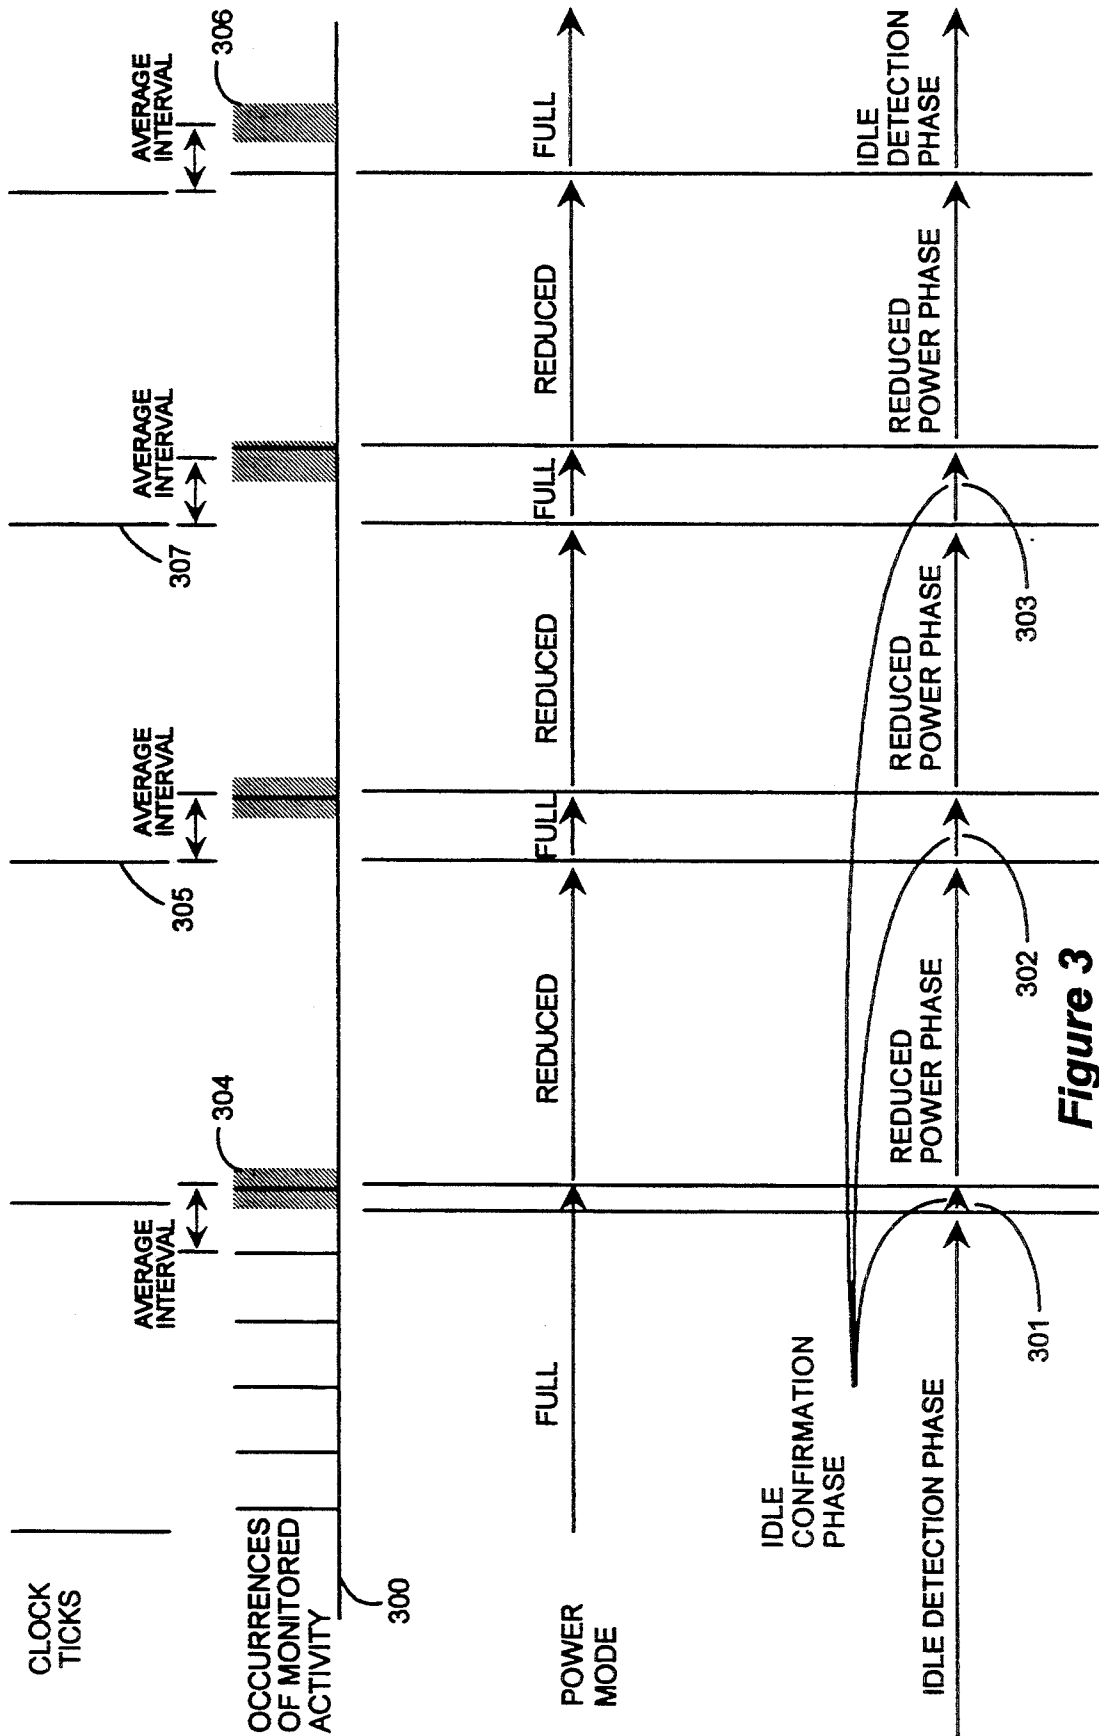 CLOCK
TICKS
305
307
AVERAGE
INTERVAL
AVERAGE
INTERVAL
AVERAGE
INTERVAL
AVERAGE
INTERVAL
OCCURRENCES
OF MONITORED
ACTIVITY
300
304
306
POWER
MODE
FULL
REDUCED
FULL
REDUCED
FULL
REDUCED
FULL
IDLE
CONFIRMATION
PHASE
IDLE DETECTION PHASE
REDUCED
POWER PHASE
REDUCED
POWER PHASE
REDUCED
POWER PHASE
IDLE
DETECTION
PHASE
301
302
303
Figure 3